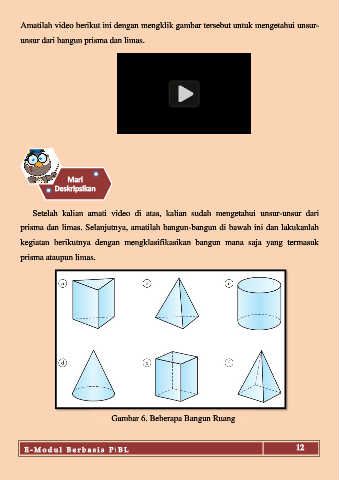 Amatilah video berikut ini dengan mengklik gambar tersebut untuk mengetahui unsur-
unsur dari bangun prisma dan limas.
Mari
Deskripsikan
Setelah kalian amati video di atas, kalian sudah mengetahui unsur-unsur dari
prisma dan limas. Selanjutnya, amatilah bangun-bangun di bawah ini dan lakukanlah
kegiatan berikutnya dengan mengklasifikasikan bangun mana saja yang termasuk
prisma ataupun limas.
a
d
Gambar 6. Beberapa Bangun Ruang
E-Modul Berbasis PjBL 12